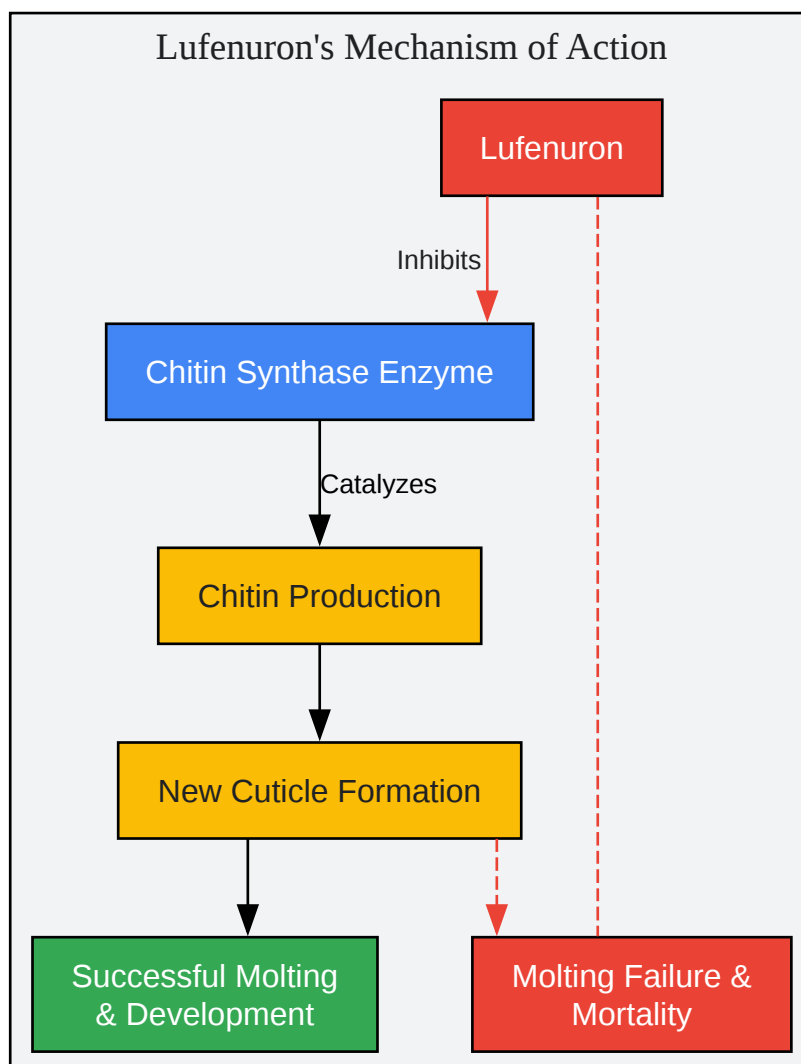 Lufenuron's Mechanism of Action
Lufenuron
Inhibits
Chitin Synthase Enzyme
Catalyzes
Chitin Production
New Cuticle Formation
Successful Molting
& Development
Molting Failure &
Mortality